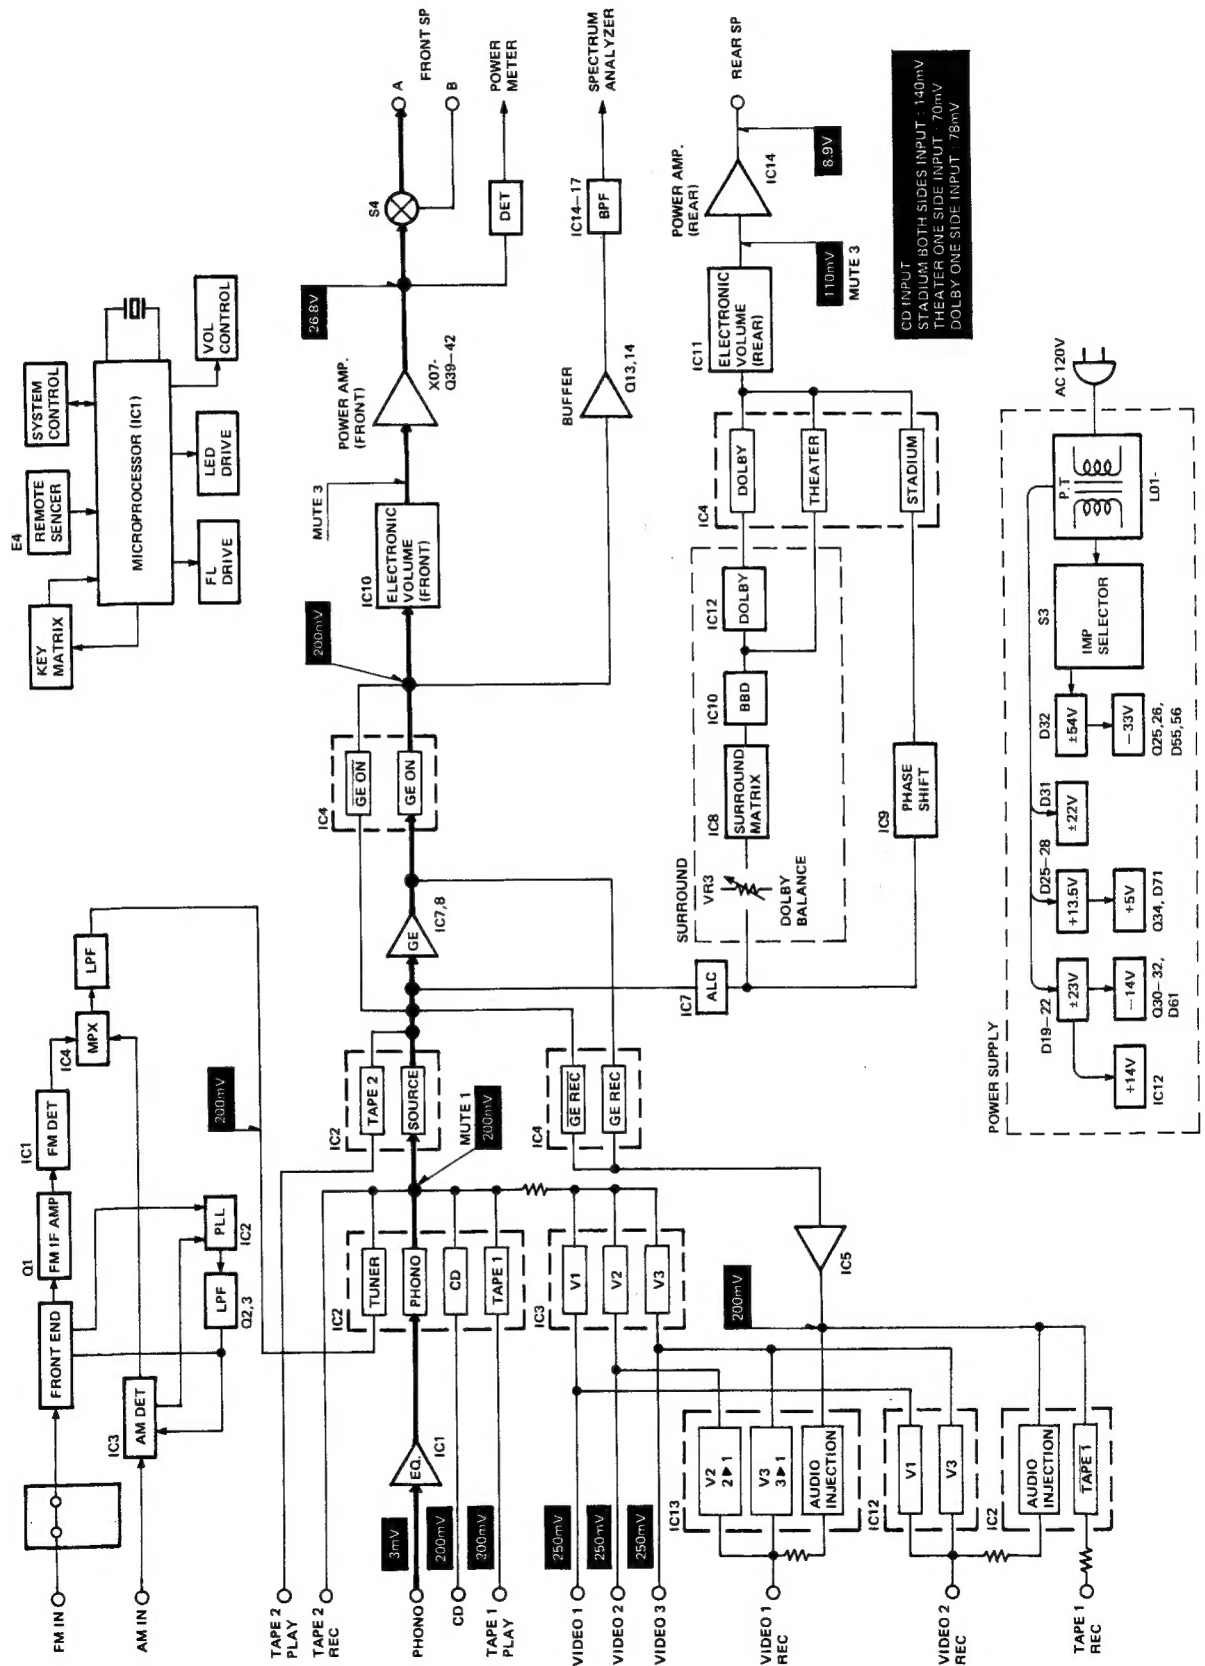 FM IN
AM IN
FRONT END
Q1
FM IF AMP
IC1
FM DET
IC4
MPX
LPF
IC3
AM DET
LPF
Q2,3
PLL
IC2
200mV
E4
KEY
MATRIX
REMOTE
SENCER
SYSTEM
CONTROL
MICROPROCESSOR (IC1)
FL
DRIVE
LED
DRIVE
VOL
CONTROL
TAPE 2
PLAY
TAPE 2
REC
PHONO
CD
TAPE 1
PLAY
3mV
200mV
200mV
EQ.
IC1
IC2
TUNER
PHONO
CD
TAPE 1
MUTE 1
200mV
IC2
TAPE 2
SOURCE
GE
IC7,8
IC4
GE ON
GE ON
200mV
IC10
ELECTRONIC
VOLUME
(FRONT)
MUTE 3
POWER AMP.
(FRONT)
X07-
Q39-42
26.8V
S4
A
FRONT SP
B
DET
POWER
METER
BUFFER
Q13,14
IC14-17
BPF
SPECTRUM
ANALYZER
VIDEO 1
VIDEO 2
VIDEO 3
250mV
250mV
250mV
IC3
V1
V2
V3
IC4
GE REC
GE REC
IC5
200mV
IC7
ALC
SURROUND
VR3
DOLBY
BALANCE
IC8
SURROUND
MATRIX
IC10
BBD
IC12
DOLBY
IC9
PHASE
SHIFT
IC4
DOLBY
THEATER
STADIUM
IC11
ELECTRONIC
VOLUME
(REAR)
110mV
MUTE 3
POWER AMP.
(REAR)
IC14
8.9V
REAR SP
CD INPUT
STADIUM BOTH SIDES INPUT : 140mV
THEATER ONE SIDE INPUT : 70mV
DOLBY ONE SIDE INPUT : 78mV
VIDEO 1
REC
IC13
V2
2▶1
V3
3▶1
AUDIO
INJECTION
VIDEO 2
REC
IC12
V1
V3
IC2
AUDIO
INJECTION
TAPE 1
TAPE 1
REC
POWER SUPPLY
D19-22
±23V
+14V
IC12
-14V
Q30-32,
D61
D25-28
+13.5V
+5V
Q34, D71
D31
±22V
D32
±54V
-33V
Q25,26,
D55,56
S3
IMP
SELECTOR
P.T
L01-
AC 120V